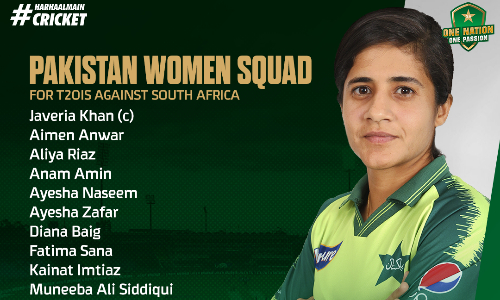 #HARHAALMAIN
CRICKET
ONE NATION
ONE PASSION
PAKISTAN WOMEN SQUAD
FOR T20IS AGAINST SOUTH AFRICA
Javeria Khan (c)
Aimen Anwar
Aliya Riaz
Anam Amin
Ayesha Naseem
Ayesha Zafar
Diana Baig
Fatima Sana
Kainat Imtiaz
Muneeba Ali Siddiqui
pepsi